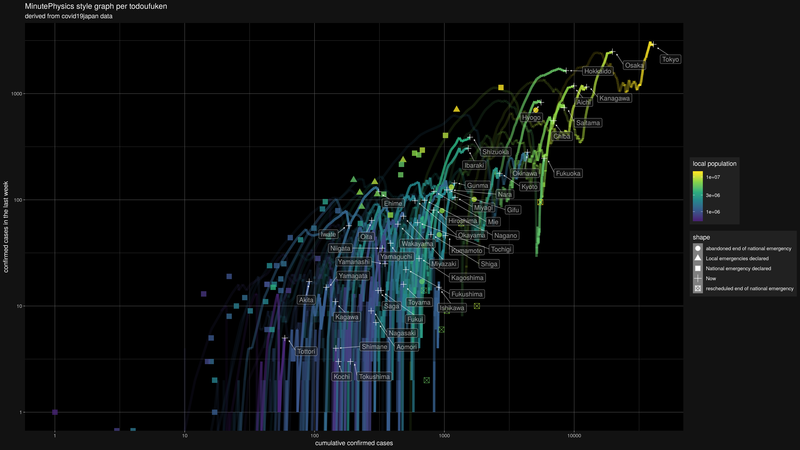 MinutePhysics style graph per todoufuken
derived from covid19japan data
confirmed cases in the last week
1000
100
10
1
1
10
100
1000
10000
cumulative confirmed cases
Tokyo
Osaka
Hokkaido
Kanagawa
Aichi
Hyogo
Saitama
Chiba
Shizuoka
Ibaraki
Okinawa
Fukuoka
Kyoto
Gunma
Nara
Ehime
Miyagi
Gifu
Hiroshima
Mie
Iwate
Oita
Okayama
Nagano
Niigata
Wakayama
Kumamoto
Tochigi
Yamanashi
Yamaguchi
Miyazaki
Shiga
Yamagata
Kagoshima
Akita
Saga
Toyama
Fukushima
Kagawa
Fukui
Ishikawa
Nagasaki
Tottori
Shimane
Aomori
Kochi
Tokushima
local population
1e+07
3e+06
1e+06
shape
abandoned end of national emergency
Local emergencies declared
National emergency declared
Now
rescheduled end of national emergency